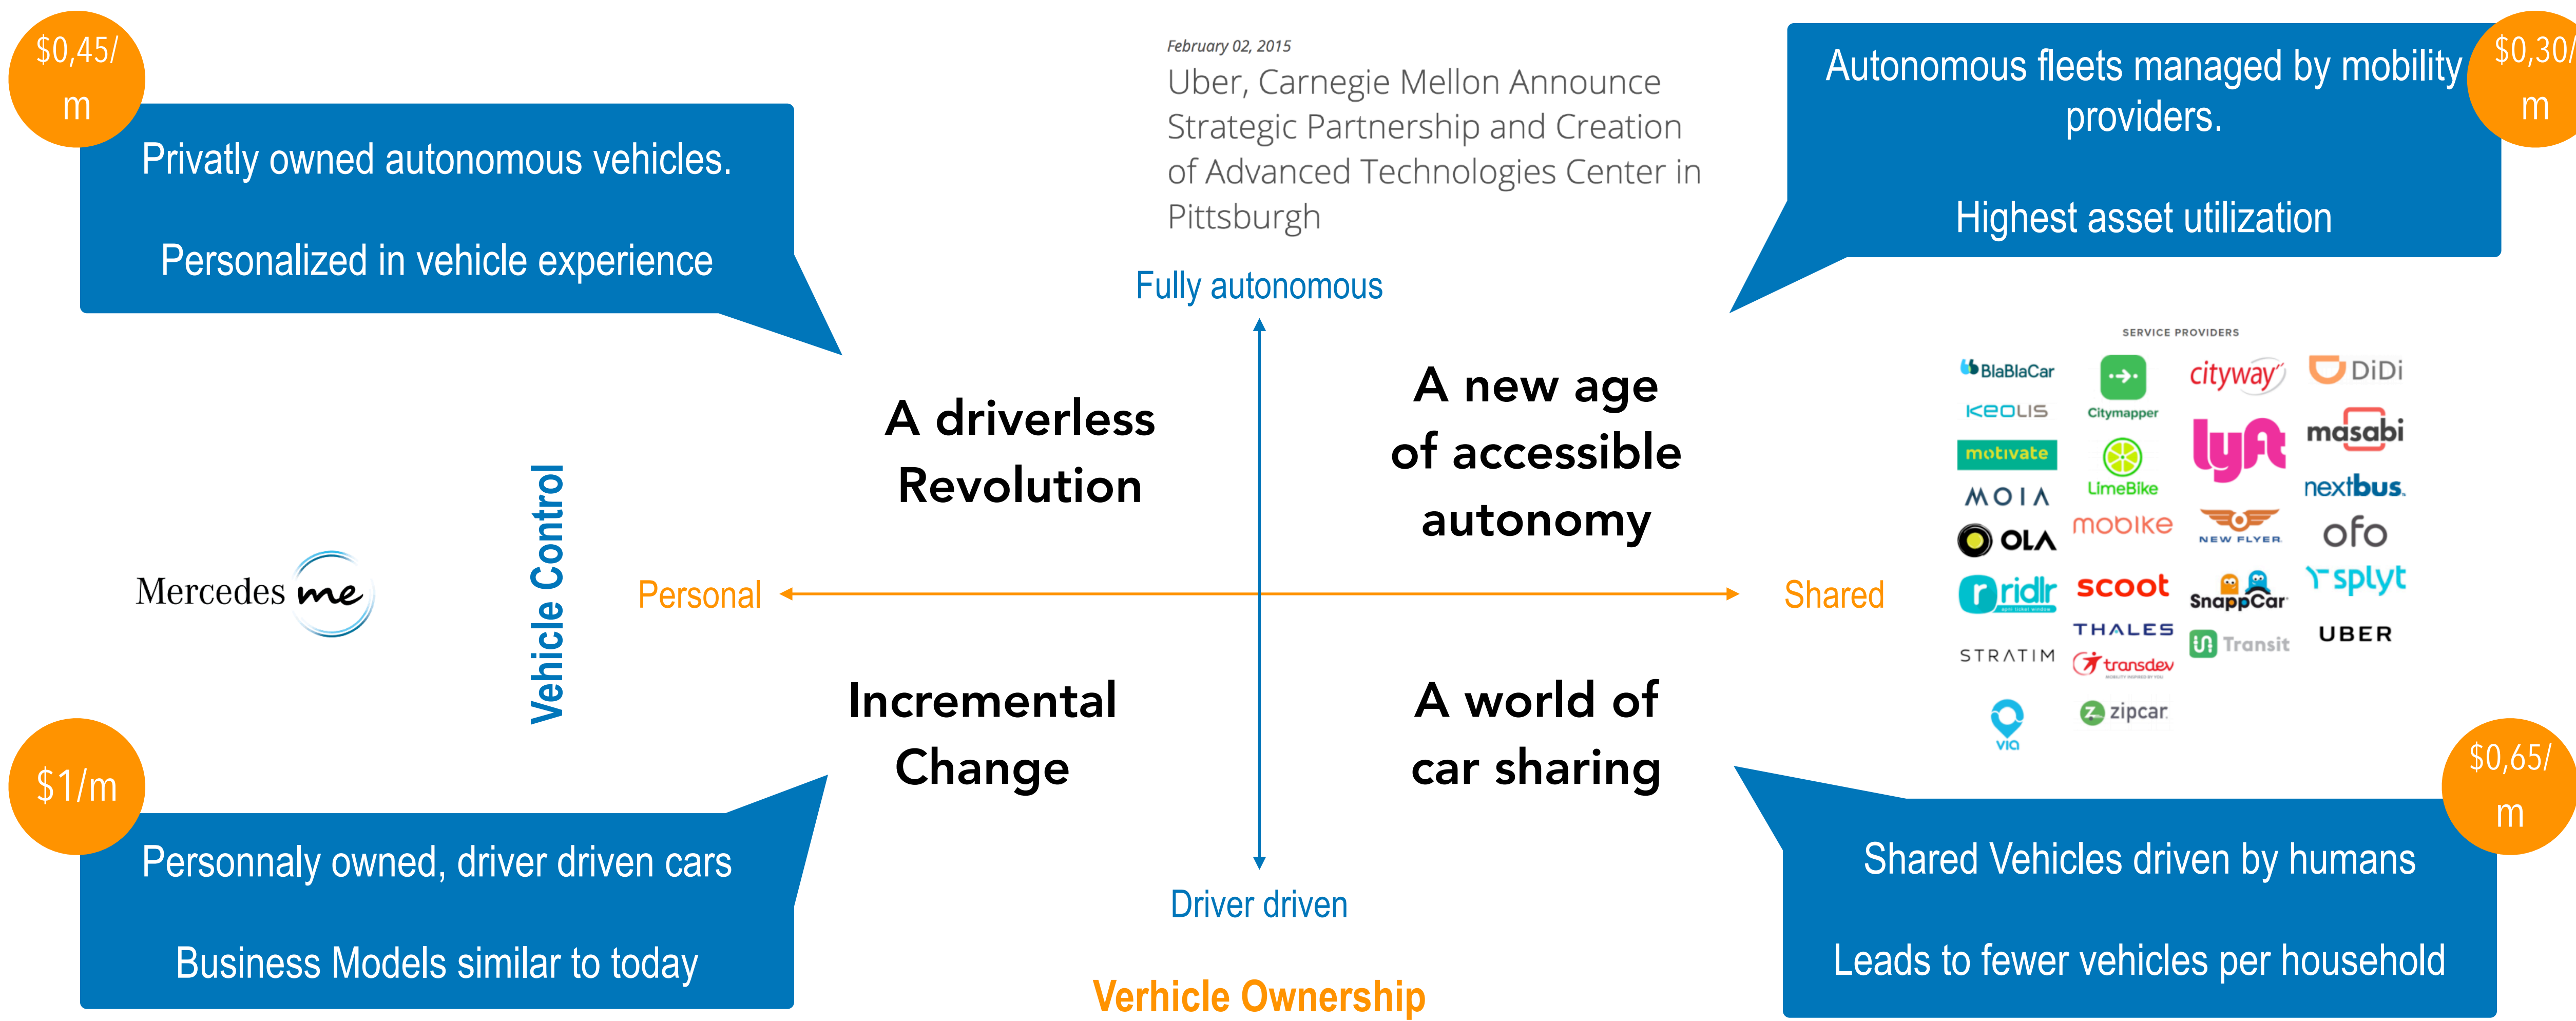 $0,45/
m
Privatly owned autonomous vehicles.
Personalized in vehicle experience
February 02, 2015
Uber, Carnegie Mellon Announce
Strategic Partnership and Creation
of Advanced Technologies Center in
Pittsburgh
Autonomous fleets managed by mobility
providers.
Highest asset utilization
$0,30/
m
Fully autonomous
A driverless
Revolution
A new age
of accessible
autonomy
Vehicle Control
Mercedes me
Personal
Shared
SERVICE PROVIDERS
BlaBlaCar
Citymapper
cityway
DiDi
KEOLIS
LimeBike
lyft
masabi
motivate
mobike
NEW FLYER
nextbus.
MOIA
scoot
SnappCar
ofo
OLA
THALES
Transit
splyt
ridlr
transdev
UBER
STRATIM
zipcar
via
Incremental
Change
A world of
car sharing
$1/m
Personnaly owned, driver driven cars
Business Models similar to today
Driver driven
Verhicle Ownership
$0,65/
m
Shared Vehicles driven by humans
Leads to fewer vehicles per household